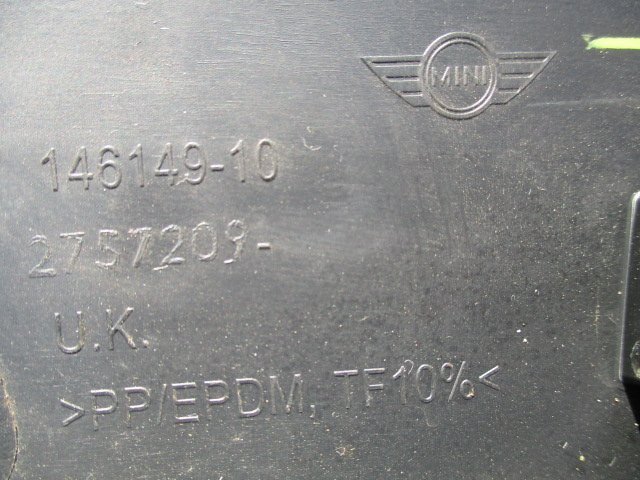 MINI
146149-10
2757209-
U.K.
>PP/EPDM, TF10%<